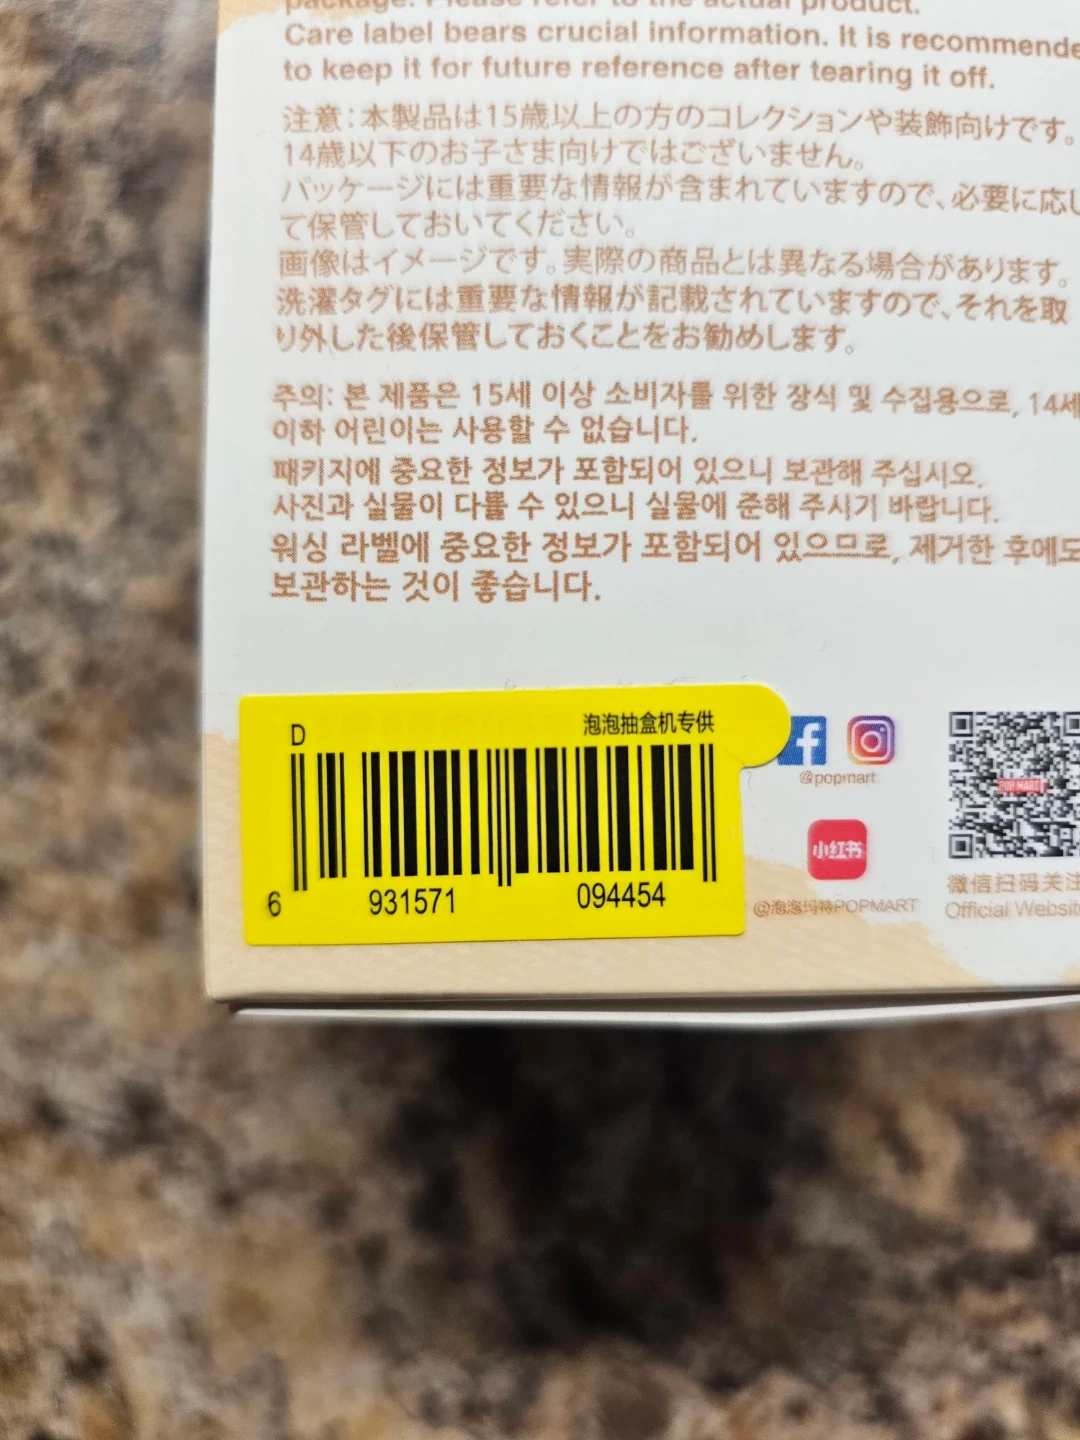 package. Please refer to the actual product.
Care label bears crucial information. It is recommende
to keep it for future reference after tearing it off.
注意：本製品は15歳以上の方のコレクションや装飾向けです。
14歳以下のお子さま向けではございません。
パッケージには重要な情報が含まれていますので、必要に応じ
て保管しておいてください。
画像はイメージです。実際の商品とは異なる場合があります。
洗濯タグには重要な情報が記載されていますので、それを取
り外した後保管しておくことをお勧めします。
주의: 본 제품은 15세 이상 소비자를 위한 장식 및 수집용으로, 14세
이하 어린이는 사용할 수 없습니다.
패키지에 중요한 정보가 포함되어 있으니 보관해 주십시오.
사진과 실물이 다를 수 있으니 실물에 준해 주시기 바랍니다.
워싱 라벨에 중요한 정보가 포함되어 있으므로, 제거한 후에도
보관하는 것이 좋습니다.
D
泡泡抽盒机专供
6 931571 094454
@popmart
小红书
@泡泡玛特POPMART
POP MART
微信扫码关注
Official Website